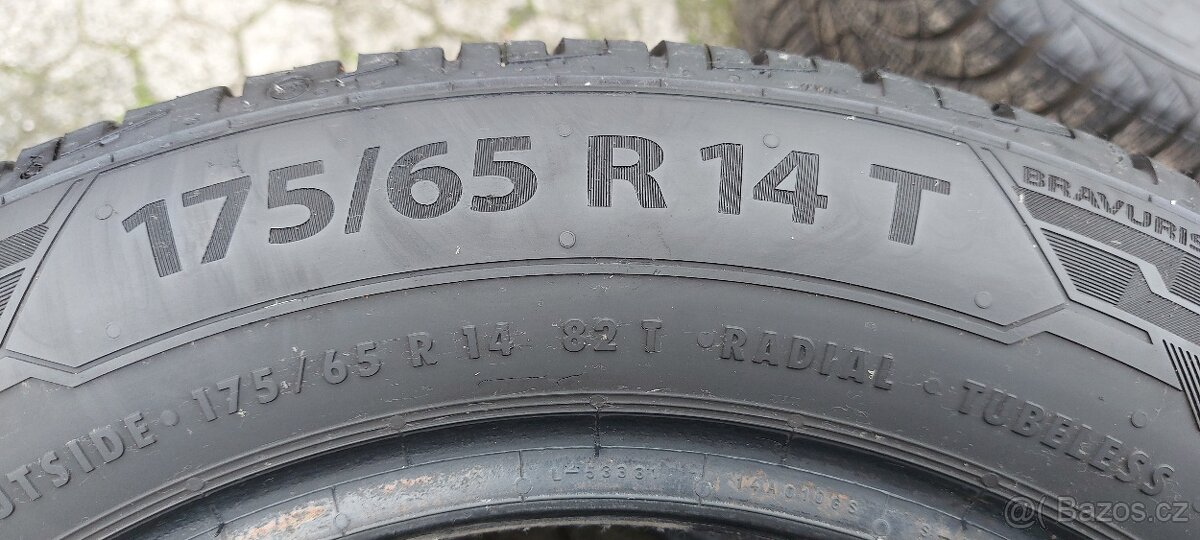 175/65 R 14 T
BRAVURIS
OUTSIDE · 175/65 R 14 82 T · RADIAL · TUBELESS
@( Bazos.cz